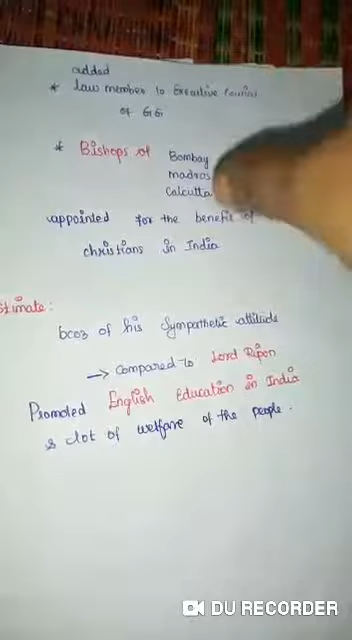 added
* Law member to Executive Council
of GG
* Bishops of Bombay
madras
Calcutta
appointed for the benefit of
christians in India
stimate:
bcoz of his Sympathetic attitude
→ compared to Lord Ripon
Promoted English Education in India
& lot of welfare of the people.
DU RECORDER